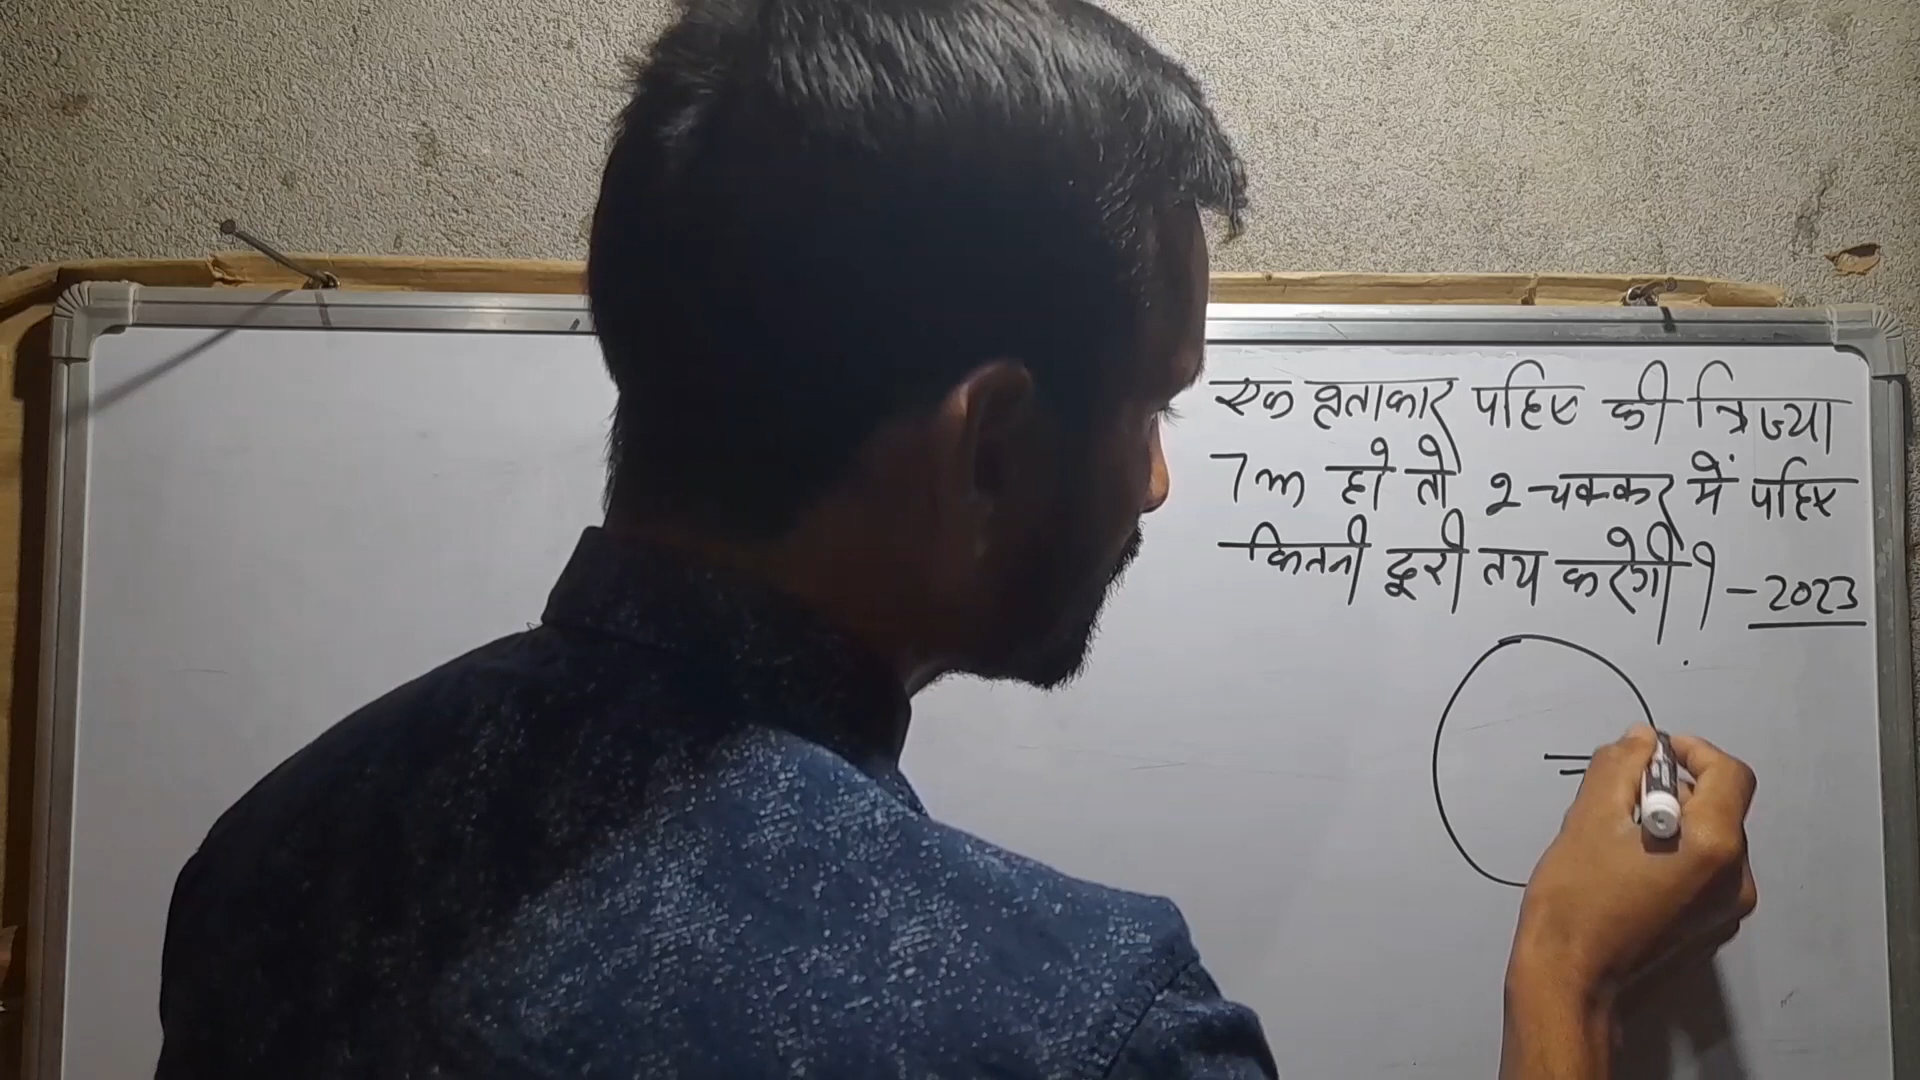 एक वृताकार पहिए की त्रिज्या
7m हो तो 2 चक्कर में पहिए
कितनी दूरी तय करेगी ? - 2023